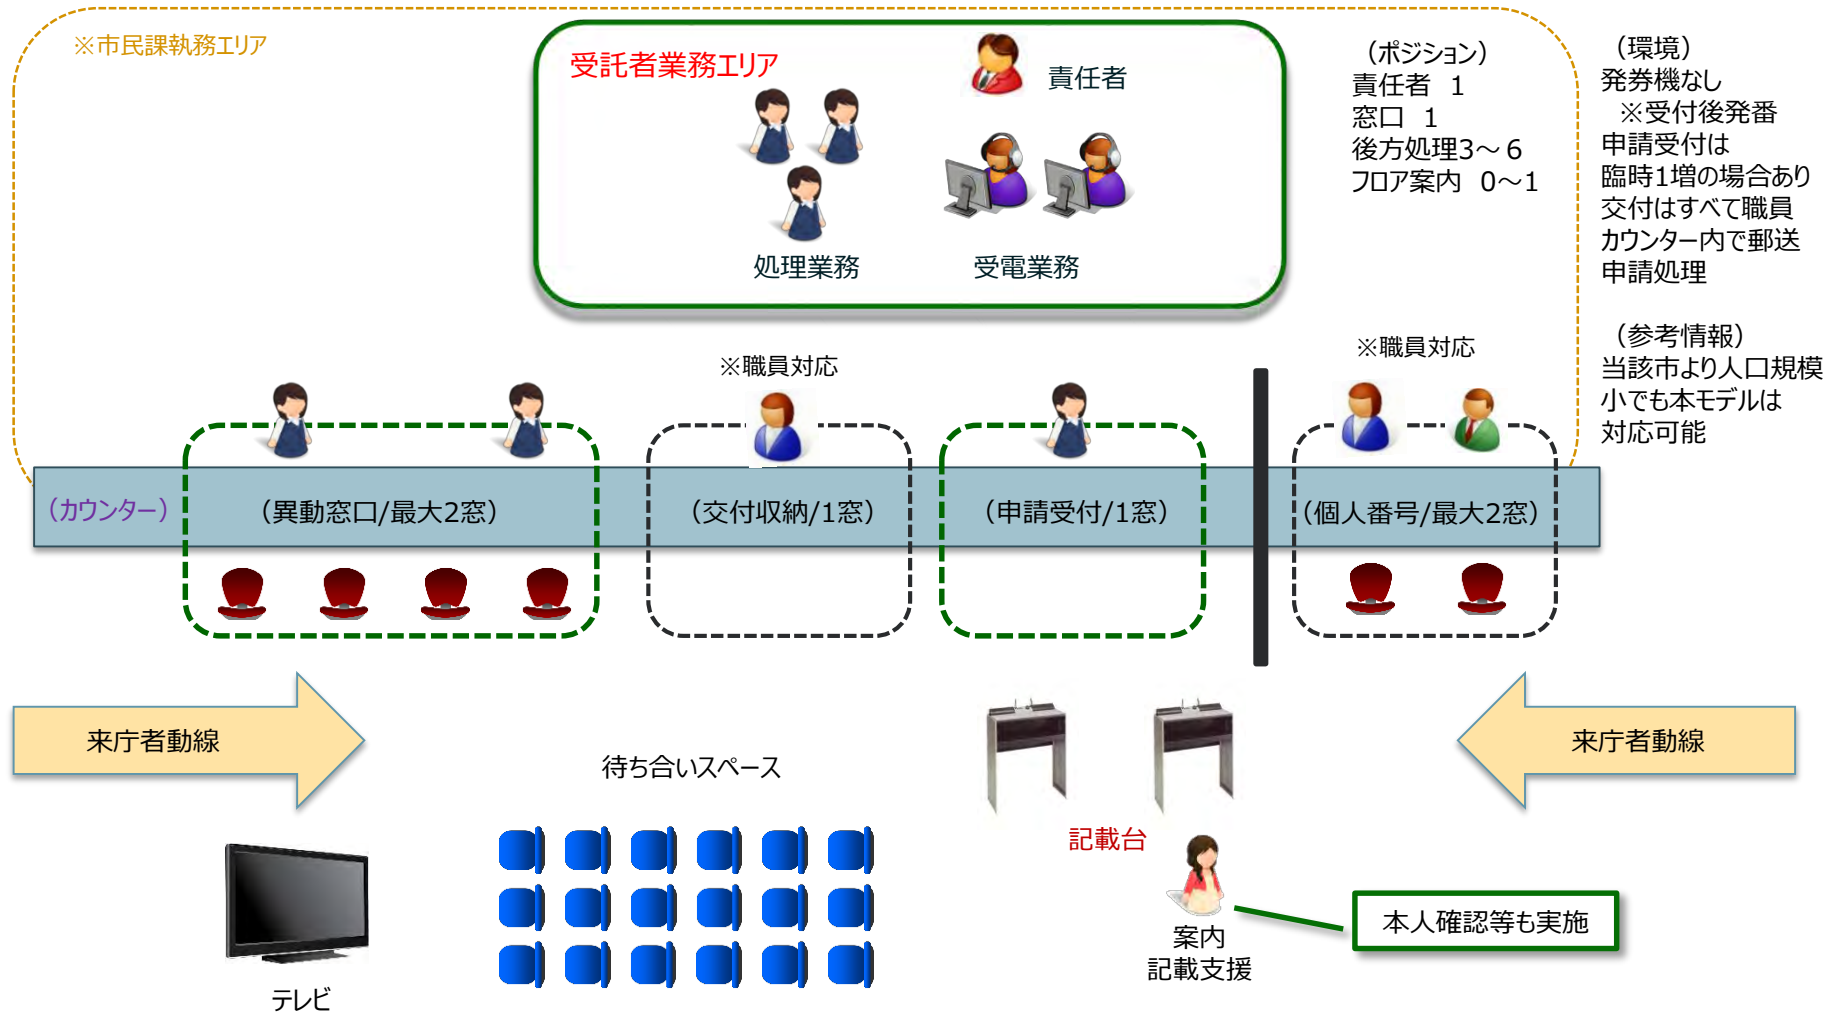 ※市民課執務エリア
受託者業務エリア
責任者
処理業務
受電業務
（ポジション）
責任者 1
窓口 1
後方処理3～6
フロア案内 0～1
（環境）
発券機なし
※受付後発番
申請受付は
臨時1増の場合あり
交付はすべて職員
カウンター内で郵送
申請処理
（参考情報）
当該市より人口規模
小でも本モデルは
対応可能
※職員対応
※職員対応
（カウンター）
（異動窓口/最大2窓）
（交付収納/1窓）
（申請受付/1窓）
（個人番号/最大2窓）
来庁者動線
来庁者動線
待ち合いスペース
記載台
テレビ
案内
記載支援
本人確認等も実施